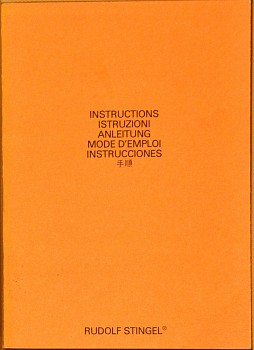 INSTRUCTIONS
ISTRUZIONI
ANLEITUNG
MODE D'EMPLOI
INSTRUCCIONES
手順
RUDOLF STINGEL®